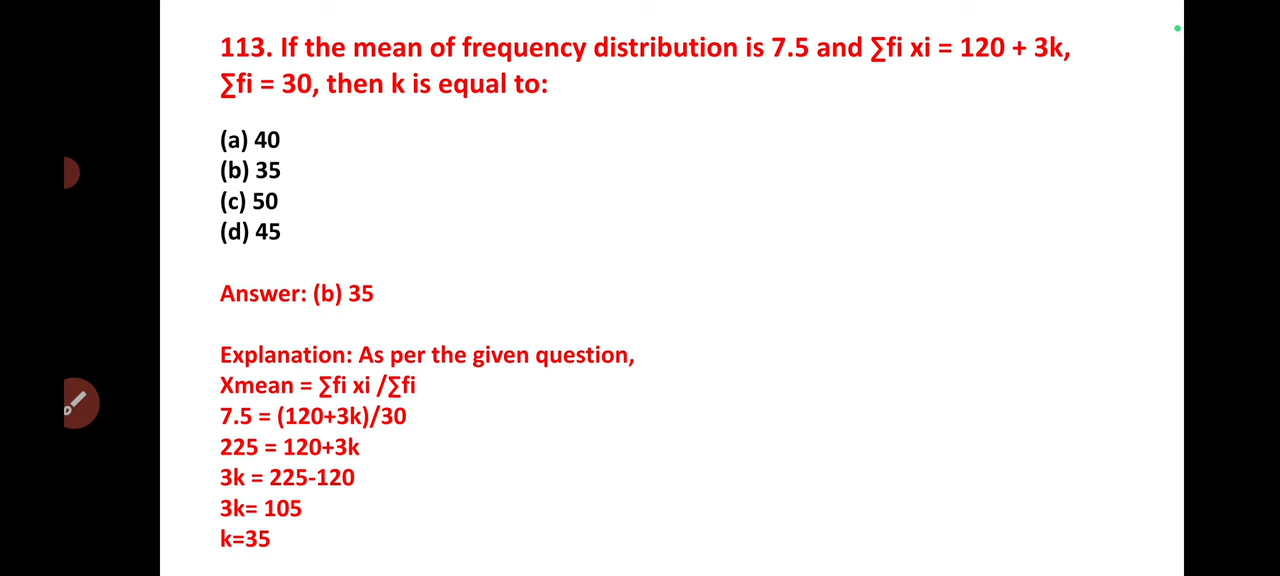 113. If the mean of frequency distribution is 7.5 and ∑fi xi = 120 + 3k,
∑fi = 30, then k is equal to:
(a) 40
(b) 35
(c) 50
(d) 45
Answer: (b) 35
Explanation: As per the given question,
Xmean = ∑fi xi /∑fi
7.5 = (120+3k)/30
225 = 120+3k
3k = 225-120
3k= 105
k=35